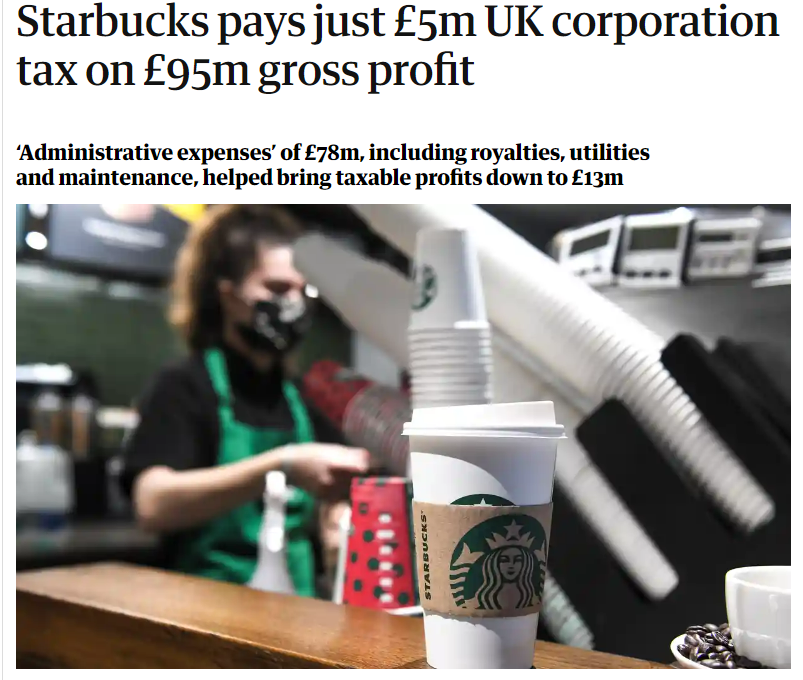 Starbucks pays just £5m UK corporation
tax on £95m gross profit
‘Administrative expenses’ of £78m, including royalties, utilities
and maintenance, helped bring taxable profits down to £13m
STARBUCKS